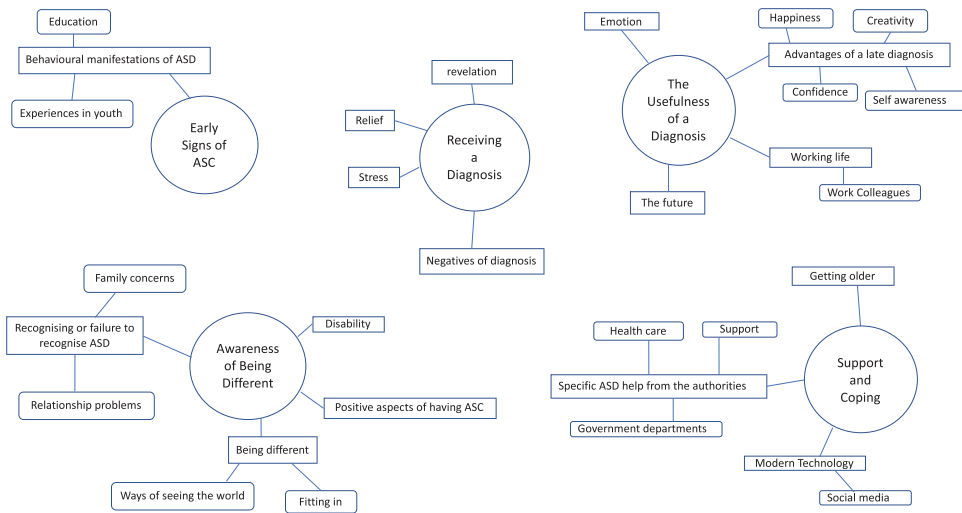 Education
Behavioural manifestations of ASD
Experiences in youth
Early
Signs of
ASC
revelation
Relief
Stress
Receiving
a
Diagnosis
Negatives of diagnosis
Emotion
Happiness
Creativity
Advantages of a late diagnosis
Confidence
Self awareness
The
Usefulness
of a
Diagnosis
Working life
Work Colleagues
The future
Family concerns
Recognising or failure to
recognise ASD
Relationship problems
Awareness
of Being
Different
Disability
Positive aspects of having ASC
Being different
Ways of seeing the world
Fitting in
Getting older
Health care
Support
Specific ASD help from the authorities
Government departments
Support
and
Coping
Modern Technology
Social media